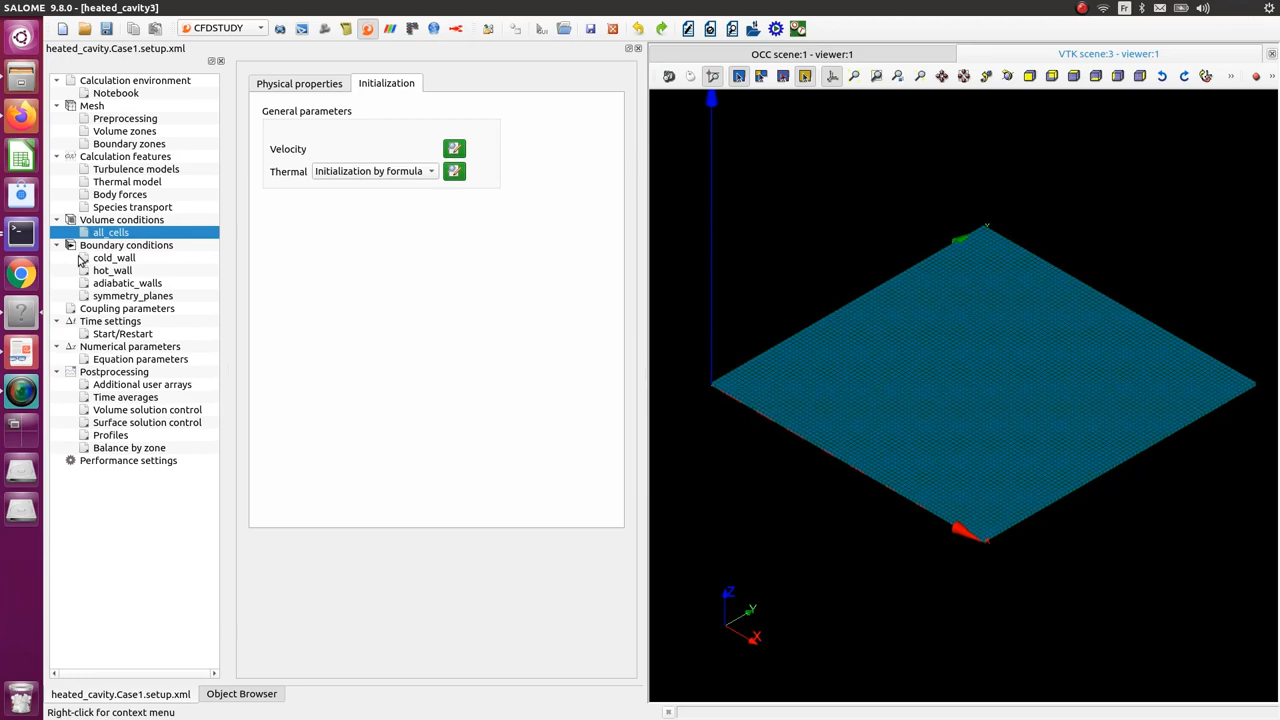 SALOME 9.8.0 - [heated_cavity3]
Fr
CFDSTUDY
heated_cavity.Case1.setup.xml
Calculation environment
Notebook
Mesh
Preprocessing
Volume zones
Boundary zones
Calculation features
Turbulence models
Thermal model
Body forces
Species transport
Volume conditions
all_cells
Boundary conditions
cold_wall
hot_wall
adiabatic_walls
symmetry_planes
Coupling parameters
Time settings
Start/Restart
Numerical parameters
Equation parameters
Postprocessing
Additional user arrays
Time averages
Volume solution control
Surface solution control
Profiles
Balance by zone
Performance settings
Physical properties
Initialization
General parameters
Velocity
Thermal Initialization by formula
OCC scene:1 - viewer:1
VTK scene:3 - viewer:1
Y
X
Z
Y
X
heated_cavity.Case1.setup.xml
Object Browser
Right-click for context menu